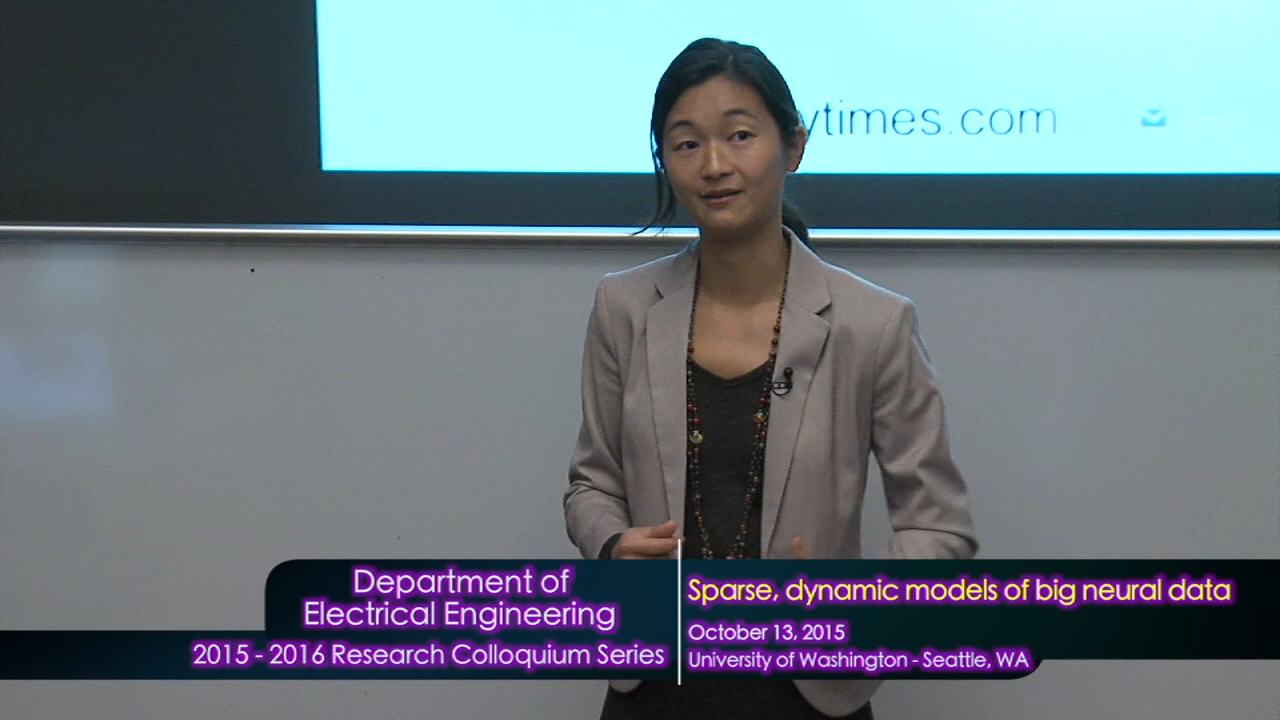 ytimes.com
Department of
Electrical Engineering
2015 - 2016 Research Colloquium Series
Sparse, dynamic models of big neural data
October 13, 2015
University of Washington - Seattle, WA